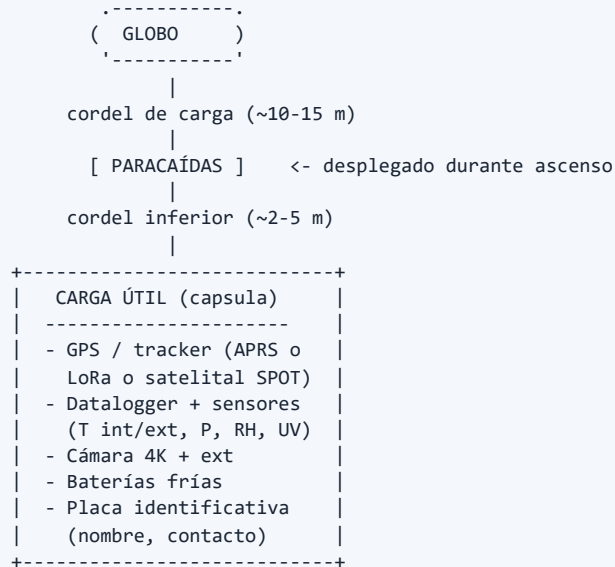 ( GLOBO )
cordel de carga (~10-15 m)
[ PARACAÍDAS ] <- desplegado durante ascenso
cordel inferior (~2-5 m)
CARGA ÚTIL (capsula)
- GPS / tracker (APRS o
LoRa o satelital SPOT)
- Datalogger + sensores
(T int/ext, P, RH, UV)
- Cámara 4K + ext
- Baterías frías
- Placa identificativa
(nombre, contacto)